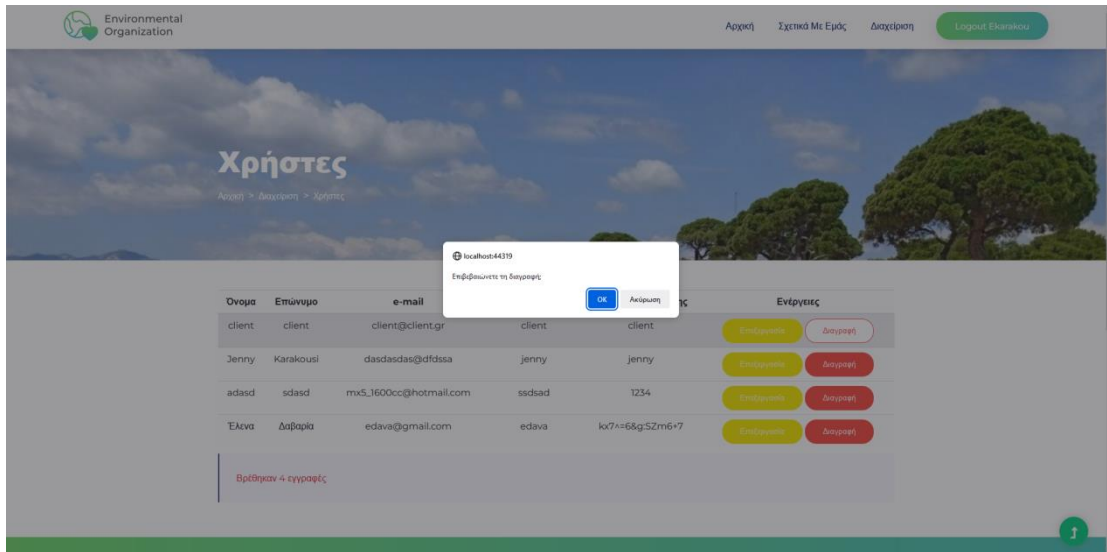 Environmental
Organization
Αρχική Σχετικά Με Εμάς Διαχείριση Logout Ekarakou
Χρήστες
Αρχική > Διαχείριση > Χρήστες
localhost:44319
Επιβεβαιώνετε τη διαγραφή;
OK Ακύρωση
Όνομα Επώνυμο e-mail ης Ενέργειες
client client client@client.gr client client Επεξεργασία Διαγραφή
Jenny Karakousi dasdasdas@dfdssa jenny jenny Επεξεργασία Διαγραφή
adasd sdasd mx5_1600cc@hotmail.com ssdsad 1234 Επεξεργασία Διαγραφή
Έλενα Δαβαρία edava@gmail.com edava kx7^=6&g:SZm6+7 Επεξεργασία Διαγραφή
Βρέθηκαν 4 εγγραφές